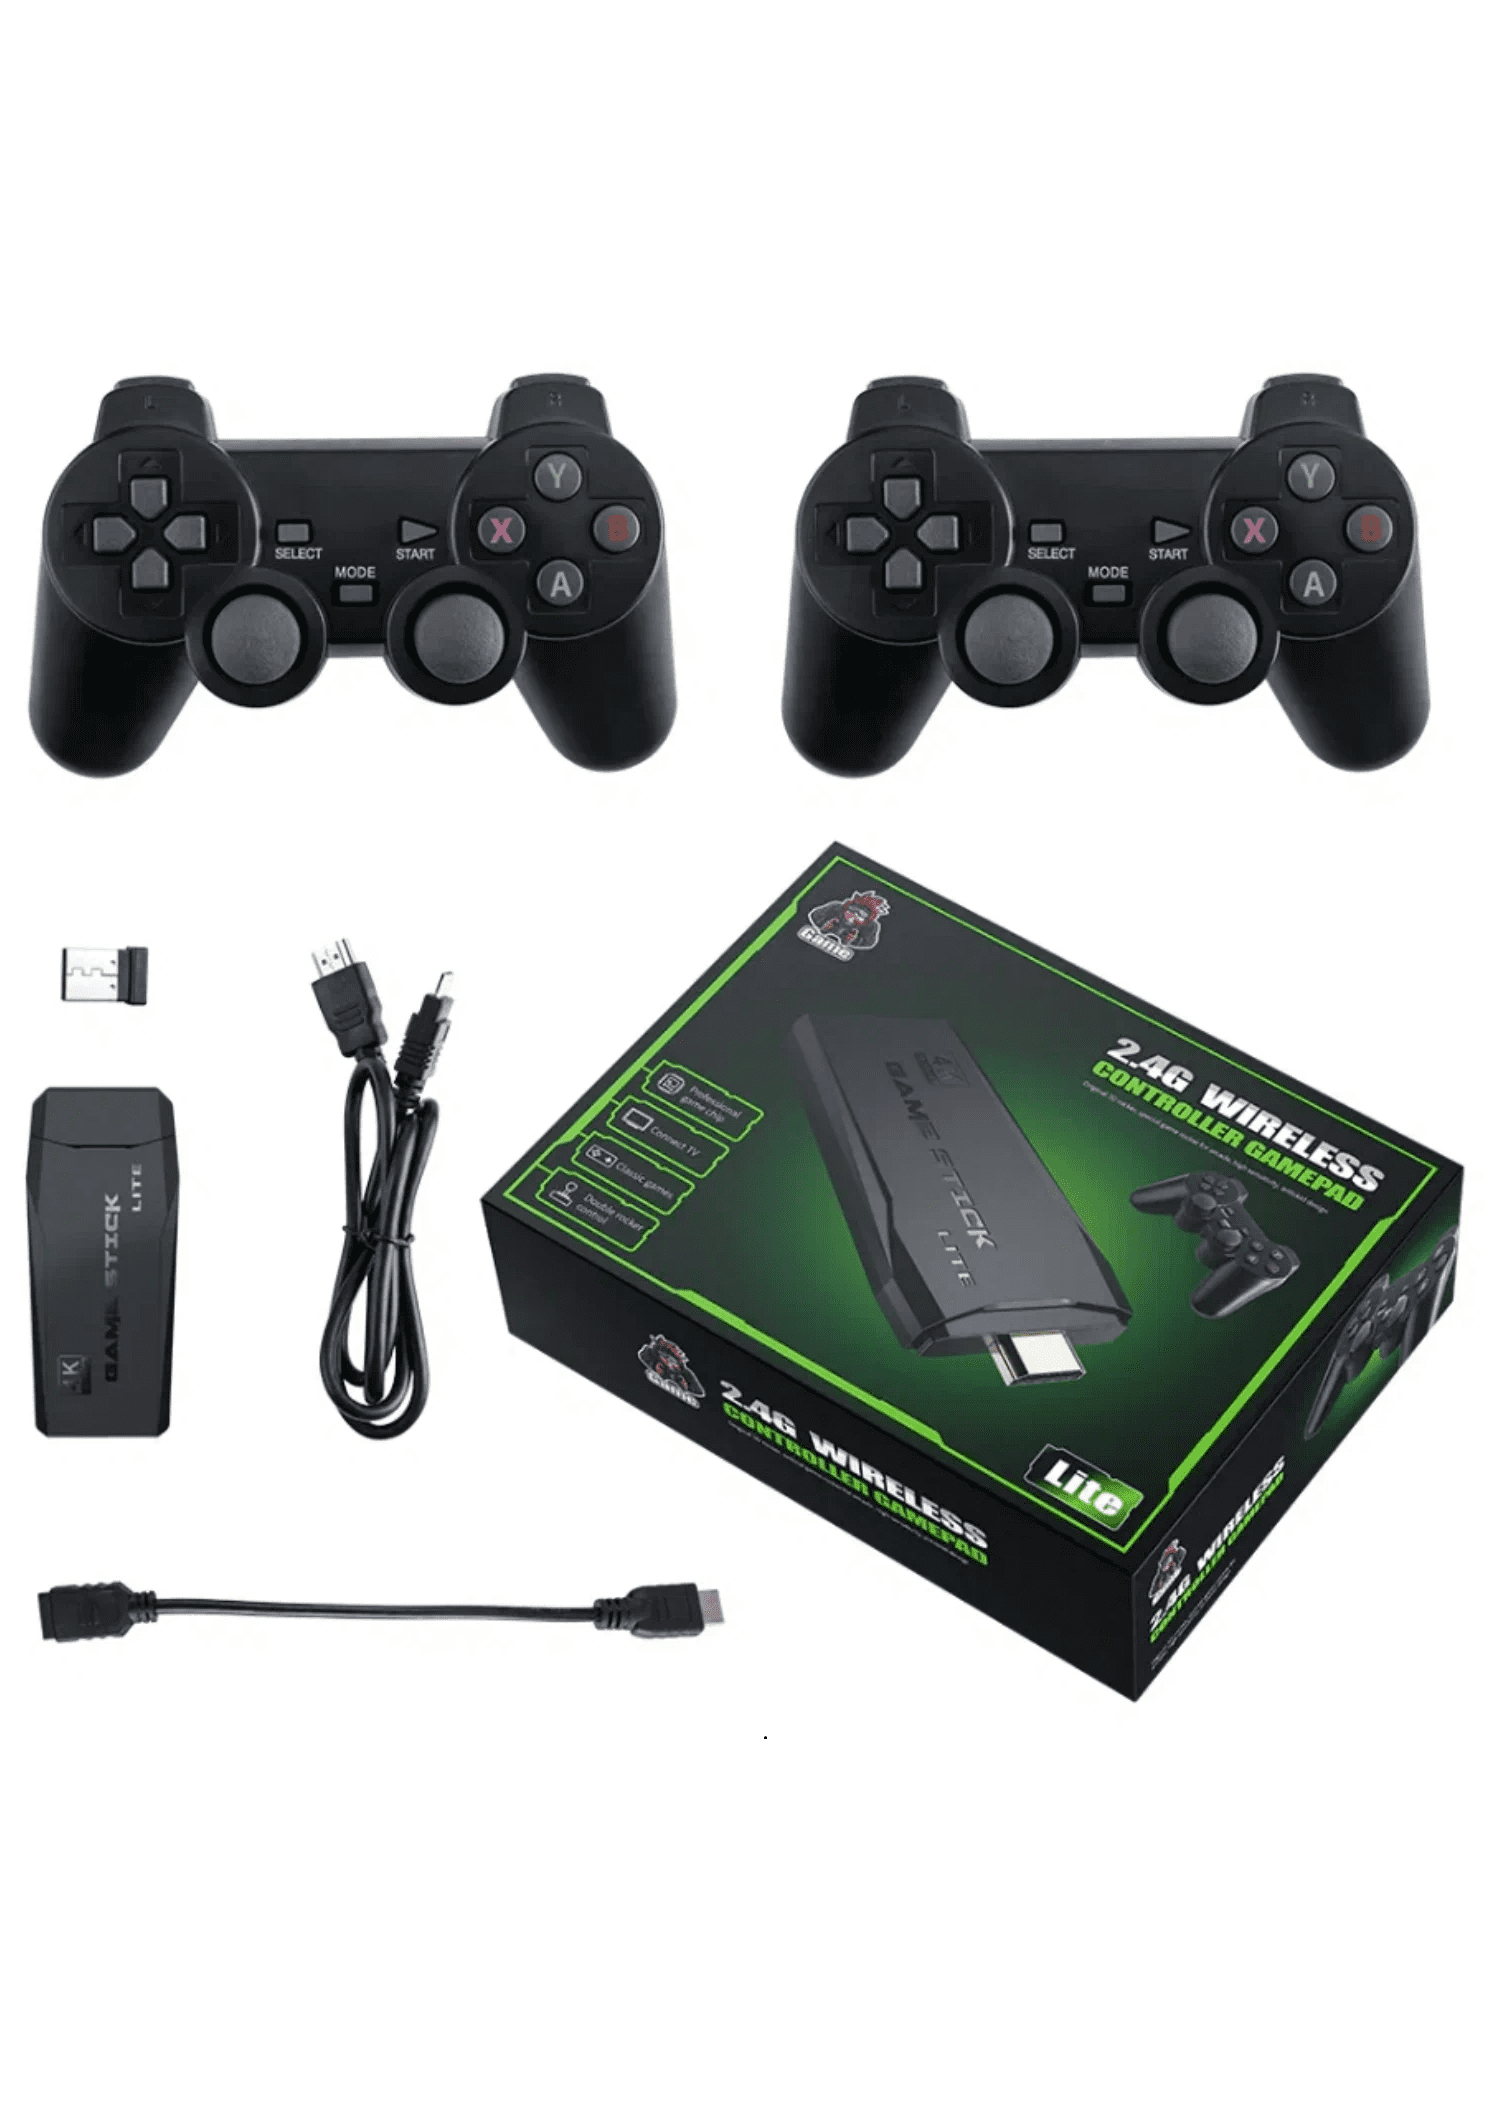 L
R
Y
X
B
A
SELECT
START
MODE
L
R
Y
X
B
A
SELECT
START
MODE
Game
4K
GAME STICK
LITE
2.4G WIRELESS
CONTROLLER GAMEPAD
Professional
game chip
Connect TV
Classic games
Double rocker
control
Lite
4K
GAME STICK
LITE
Game
2.4G WIRELESS
CONTROLLER GAMEPAD
2.4G WIRELESS
CONTROLLER GAMEPAD